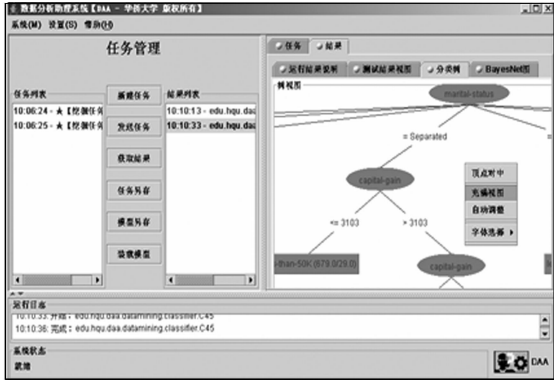 数据分析助理系统【DAA - 华侨大学 版权所有】
系统(M) 设置(S) 帮助(H)
任务管理
任务列表
10:06:24 - ★【挖掘任务
10:06:25 - ★【挖掘任务
新建任务
发送任务
获取结果
任务另存
模型另存
装载模型
结果列表
10:10:13 - edu.hqu.daa
10:10:33 - edu.hqu.daa
任务 结果
运行结果说明 测试结果视图 分类树 BayesNet图
树视图
marital-status
= Separated
capital-gain
<= 3103 > 3103
-than-50K (679.0/29.0)
capital-gain
顶点对中
充满视图
自动调整
字体选择
运行日志
10:10:33: 开始: edu.hqu.daa.datamining.classifier.C45
10:10:36: 完成: edu.hqu.daa.datamining.classifier.C45
系统状态
就绪
DAA